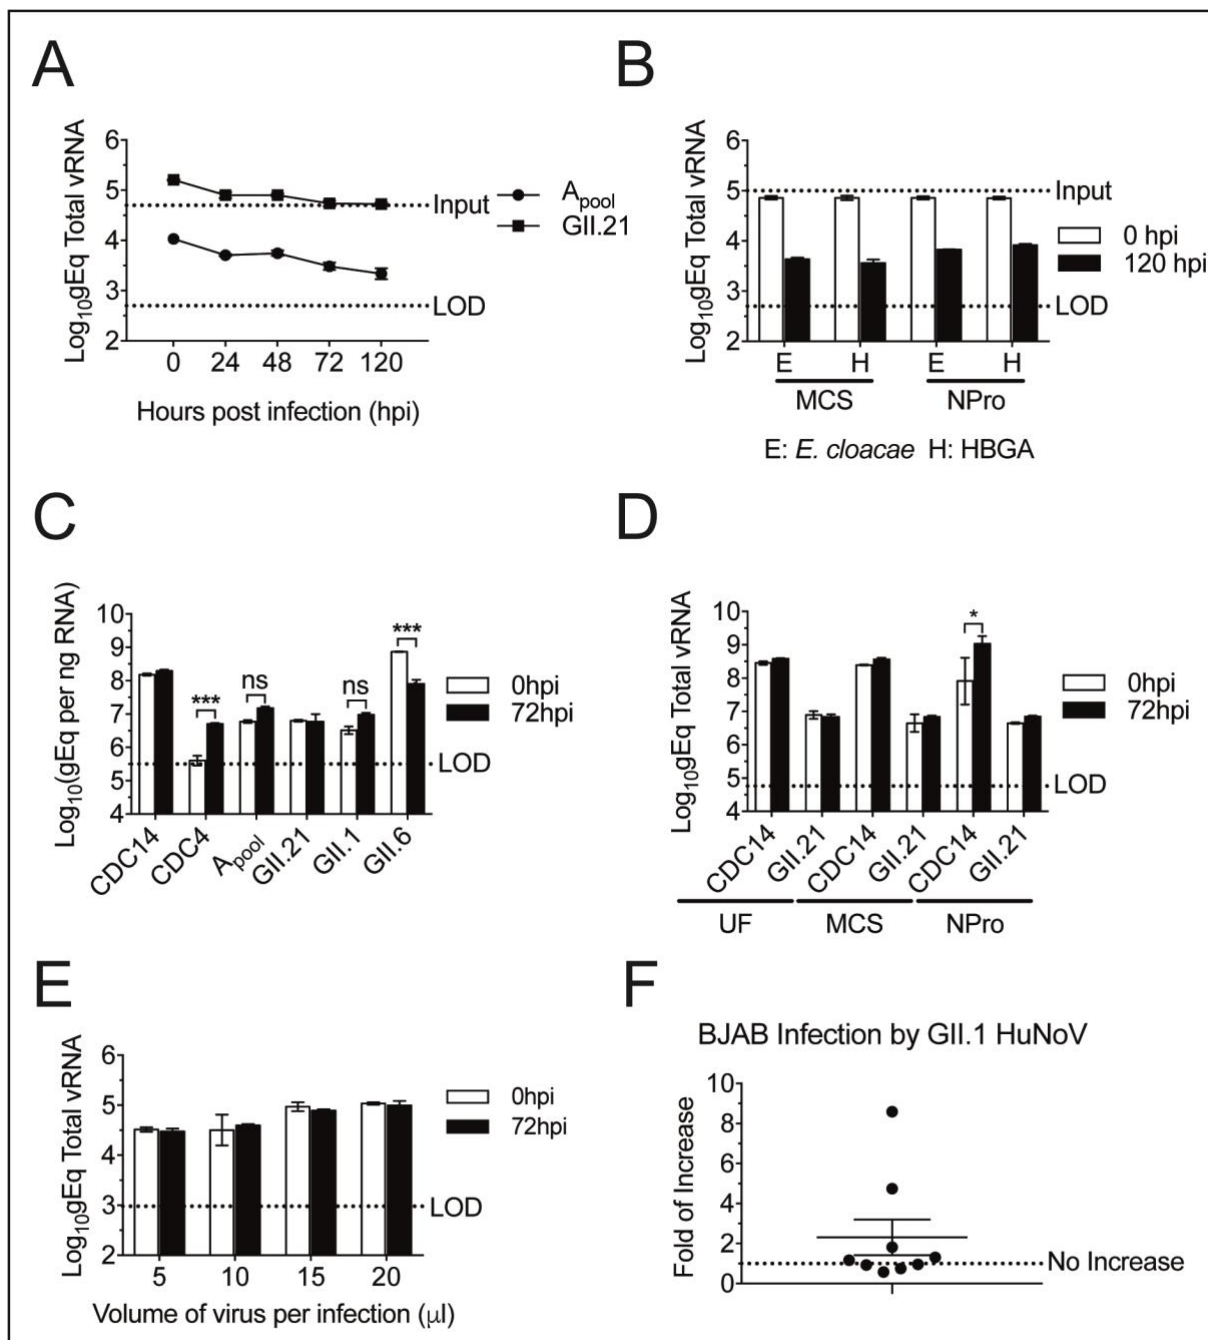 A
Log10gEq Total vRNA
6
5
4
3
2
Input
LOD
Apool
GII.21
0 24 48 72 120
Hours post infection (hpi)
B
Log10gEq Total vRNA
6
5
4
3
2
Input
0 hpi
120 hpi
LOD
E H E H
MCS NPro
E: E. cloacae H: HBGA
C
Log10(gEq per ng RNA)
10
9
8
7
6
5
4
*** ns ns ***
0hpi
72hpi
LOD
CDC14 CDC4 Apool GII.21 GII.1 GII.6
D
Log10gEq Total vRNA
10
9
8
7
6
5
4
*
0hpi
72hpi
LOD
CDC14 GII.21 CDC14 GII.21 CDC14 GII.21
UF MCS NPro
E
Log10gEq Total vRNA
6
5
4
3
2
0hpi
72hpi
LOD
5 10 15 20
Volume of virus per infection (μl)
F
BJAB Infection by GII.1 HuNoV
Fold of Increase
10
8
6
4
2
0
No Increase